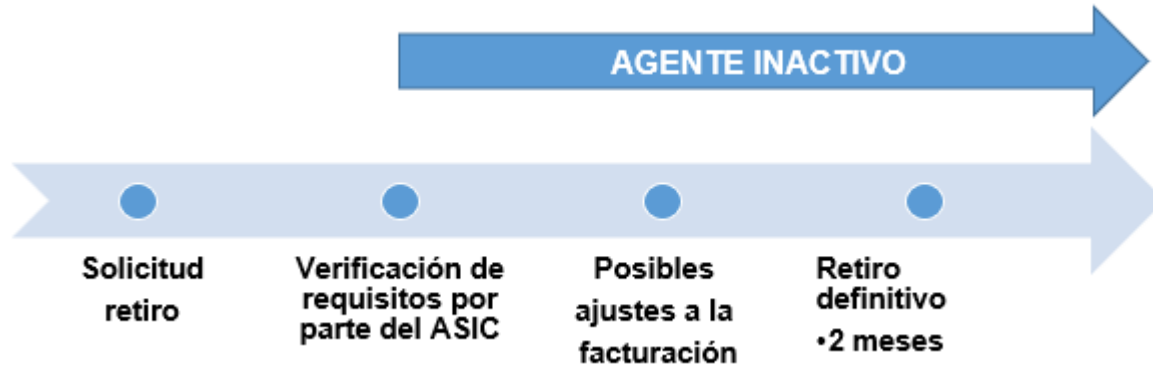 AGENTE INACTIVO
Solicitud
retiro
Verificación de
requisitos por
parte del ASIC
Posibles
ajustes a la
facturación
Retiro
definitivo
•2 meses